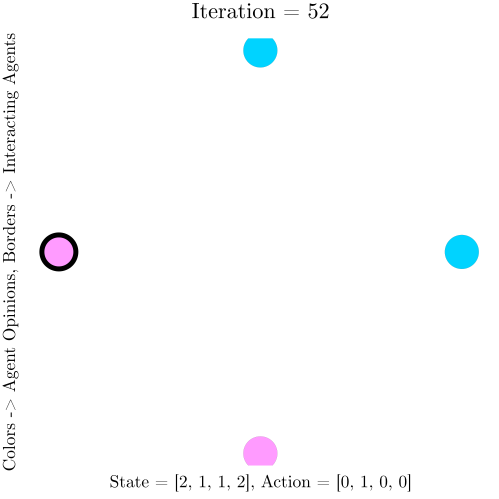 Iteration = 52
Colors -> Agent Opinions, Borders -> Interacting Agents
State = [2, 1, 1, 2], Action = [0, 1, 0, 0]